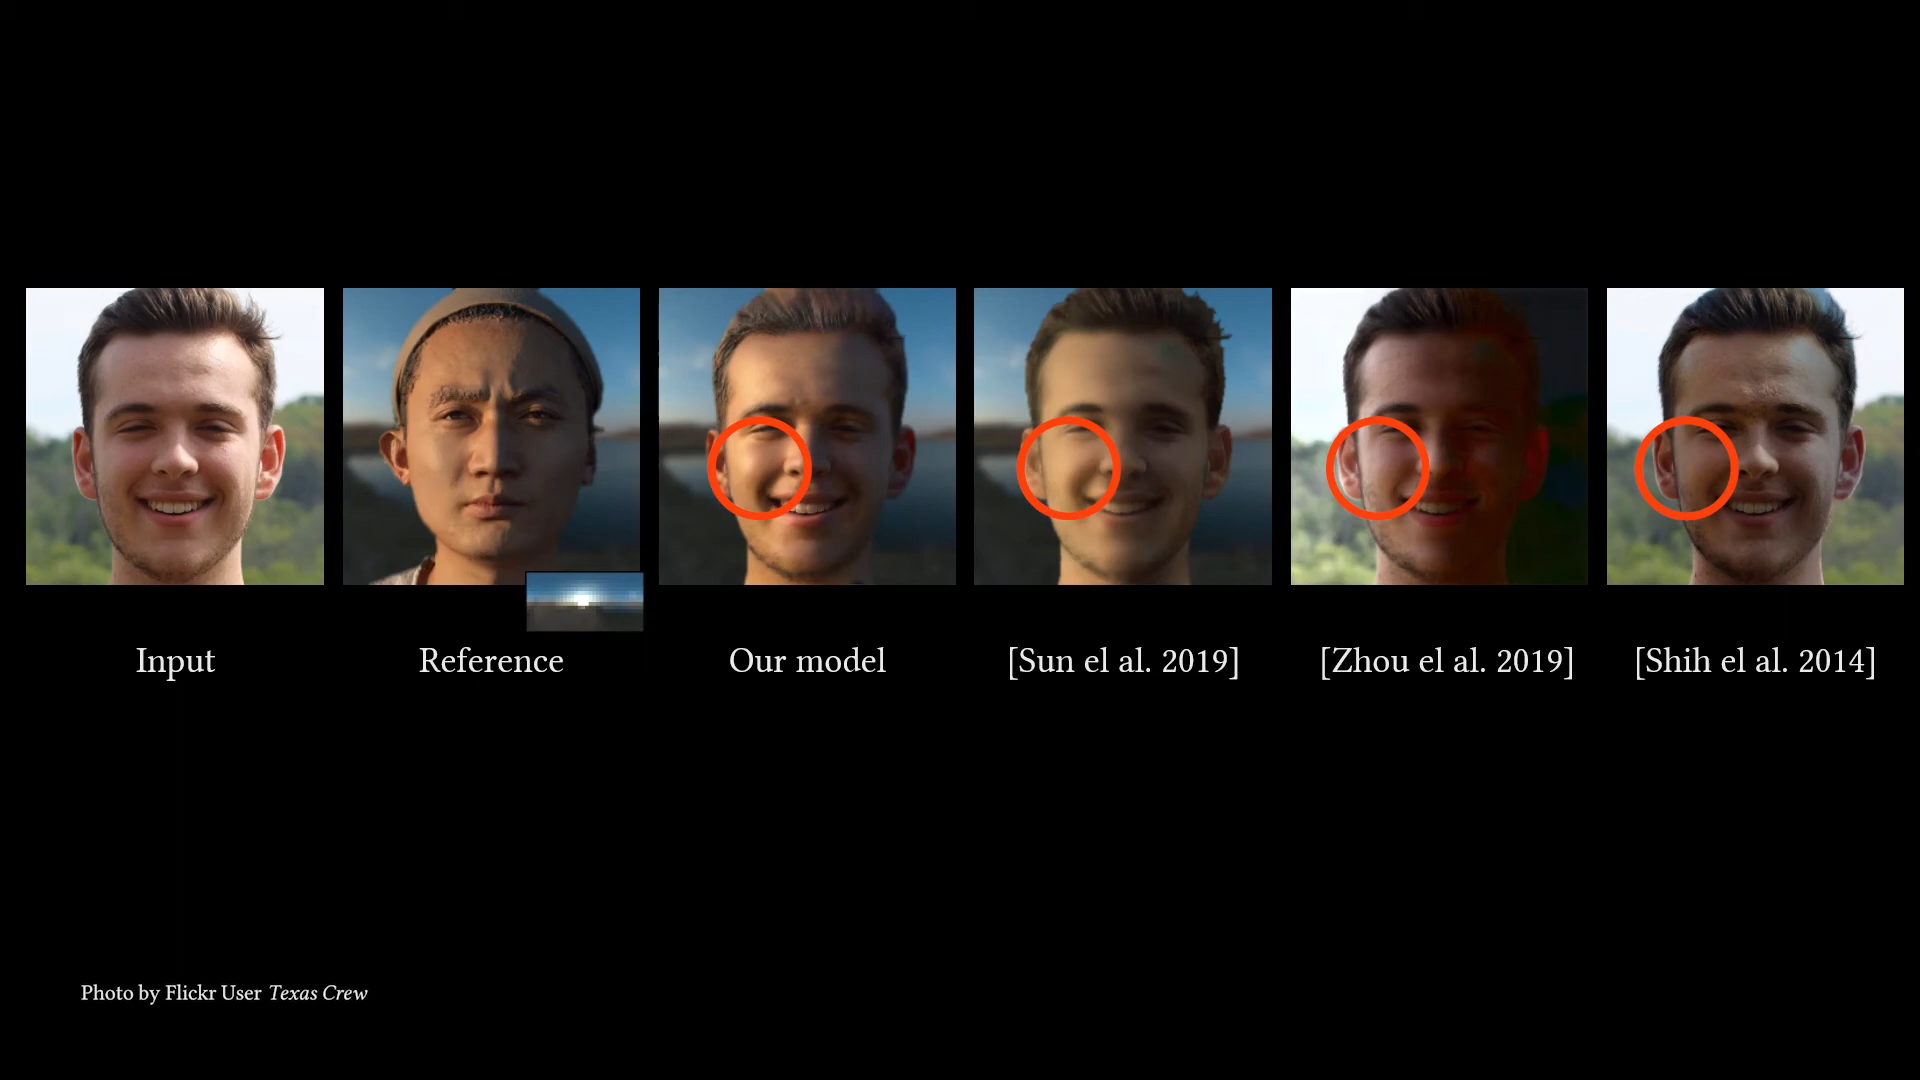 Input
Reference
Our model
[Sun el al. 2019]
[Zhou el al. 2019]
[Shih el al. 2014]
Photo by Flickr User Texas Crew